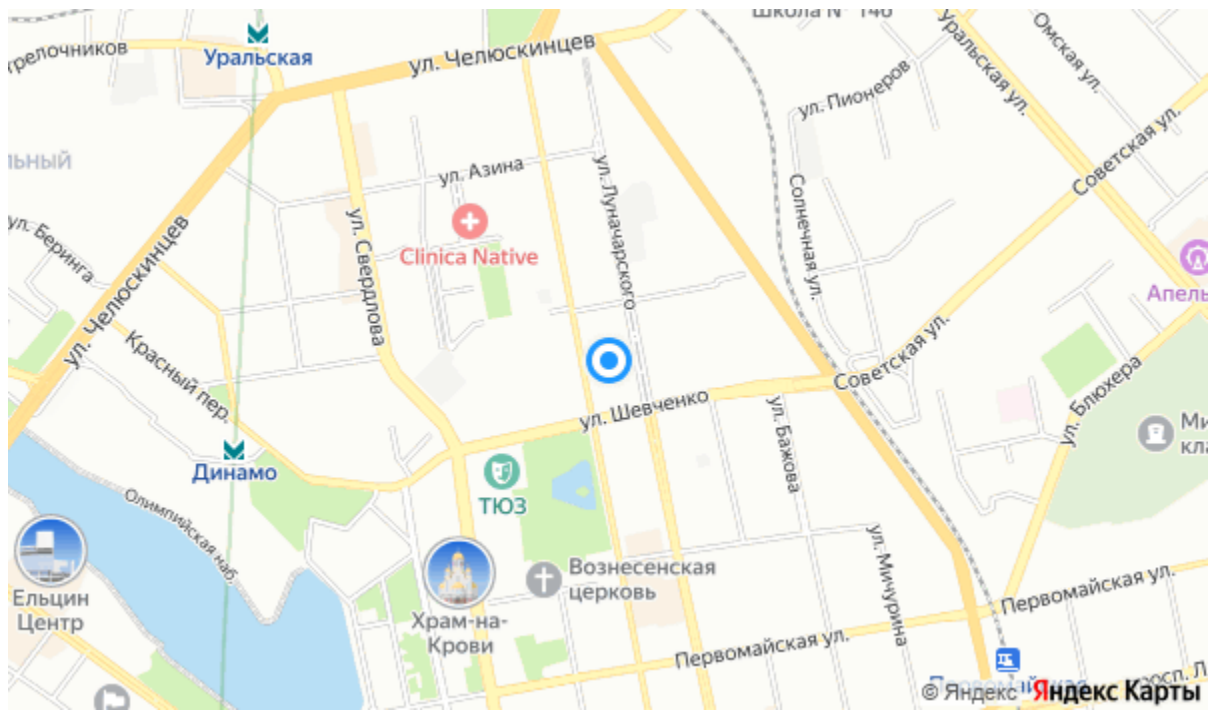 Школа № 146
Уральская
трелочников
ул. Челюскинцев
Уральская ул.
Омская ул.
ул. Пионеров
Советская ул.
льный
ул. Азина
ул. Луначарского
Солнечная ул.
ул. Беринга
ул. Челюскинцев
ул. Свердлова
Clinica Native
Апель
Красный пер.
Советская ул.
ул. Блюхера
ул. Шевченко
ул. Бажова
Ми
кла
Динамо
ТЮЗ
Олимпийская наб.
ул. Мичурина
Ельцин
Центр
Храм-на-
Крови
Вознесенская
церковь
Первомайская ул.
Первомайская ул.
Первомайская
просп. Л
© Яндекс Яндекс Карты